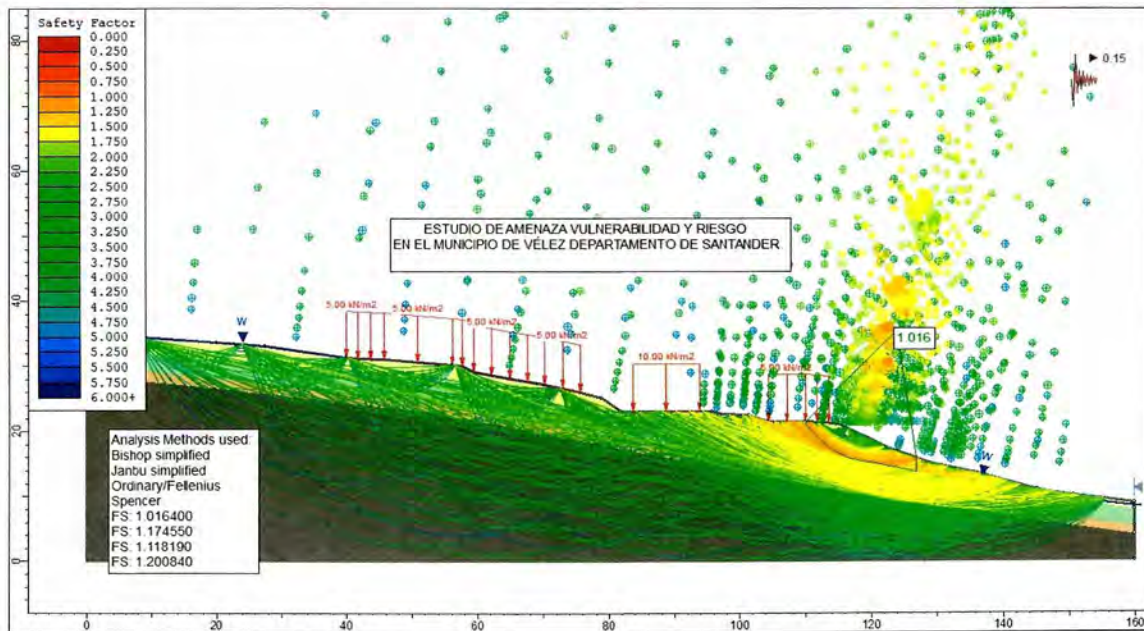 Safety Factor
0.000
0.250
0.500
0.750
1.000
1.250
1.500
1.750
2.000
2.250
2.500
2.750
3.000
3.250
3.500
3.750
4.000
4.250
4.500
4.750
5.000
5.250
5.500
5.750
6.000+
0.15
ESTUDIO DE AMENAZA VULNERABILIDAD Y RIESGO
EN EL MUNICIPIO DE VÉLEZ DEPARTAMENTO DE SANTANDER
W
5.00 kN/m2
5.00 kN/m2
5.00 kN/m2
5.00 kN/m2
10.00 kN/m2
5.00 kN/m2
1.016
W
Analysis Methods used:
Bishop simplified
Janbu simplified
Ordinary/Fellenius
Spencer
FS: 1.016400
FS: 1.174550
FS: 1.118190
FS: 1.200840
80
60
40
20
0
0 20 40 60 80 100 120 140 160